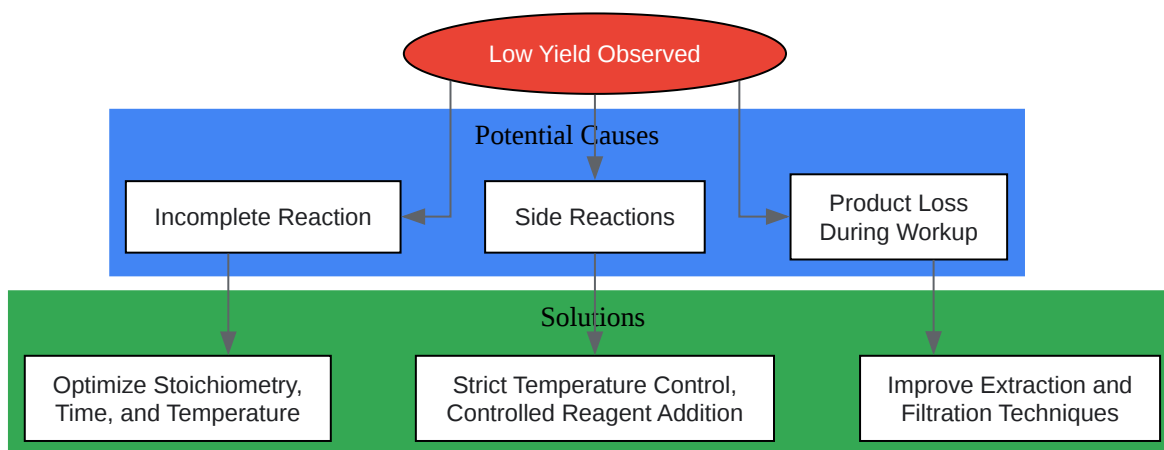 Low Yield Observed
Potential Causes
Incomplete Reaction
Side Reactions
Product Loss
During Workup
Solutions
Optimize Stoichiometry,
Time, and Temperature
Strict Temperature Control,
Controlled Reagent Addition
Improve Extraction and
Filtration Techniques